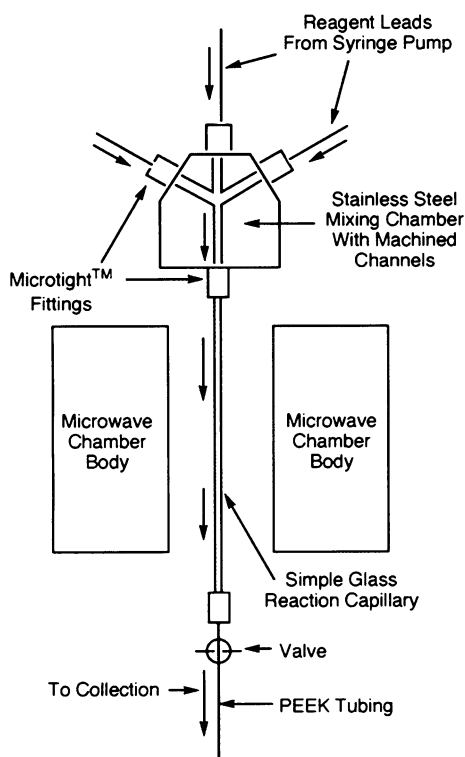 Reagent Leads
From Syringe Pump
Stainless Steel
Mixing Chamber
With Machined
Channels
Microtight™
Fittings
Microwave
Chamber
Body
Microwave
Chamber
Body
Simple Glass
Reaction Capillary
Valve
To Collection
PEEK Tubing